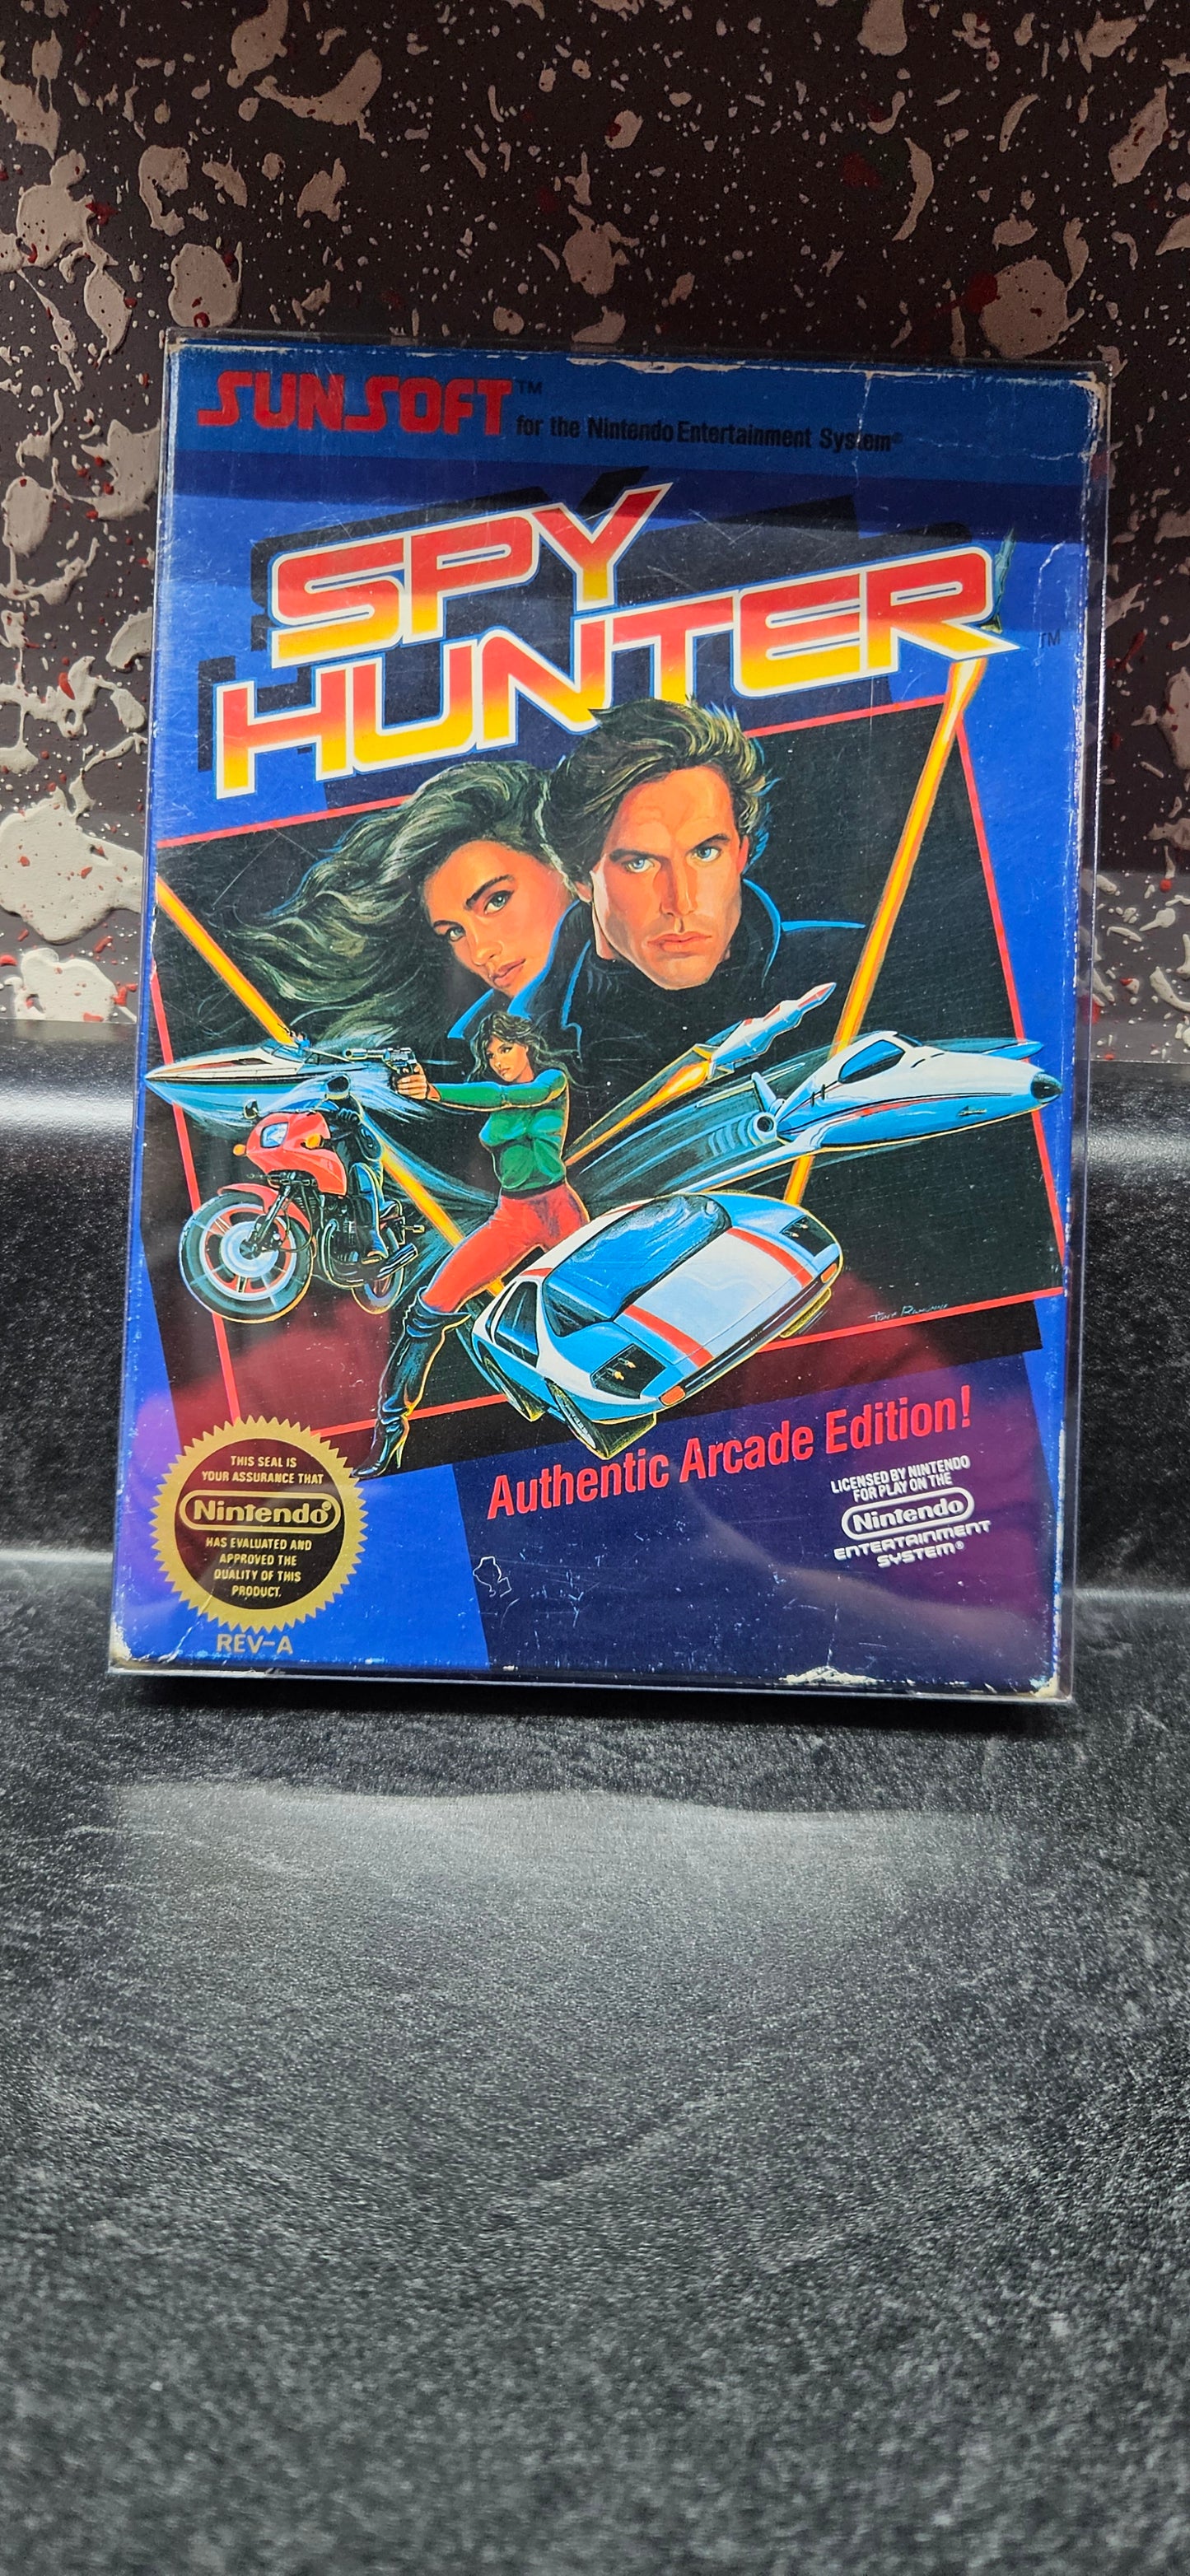 SUNSOFT™
for the Nintendo Entertainment System®
SPY
HUNTER™
Authentic Arcade Edition!
THIS SEAL IS
YOUR ASSURANCE THAT
Nintendo®
HAS EVALUATED AND
APPROVED THE
QUALITY OF THIS
PRODUCT.
REV-A
LICENSED BY NINTENDO
FOR PLAY ON THE
Nintendo
ENTERTAINMENT
SYSTEM®